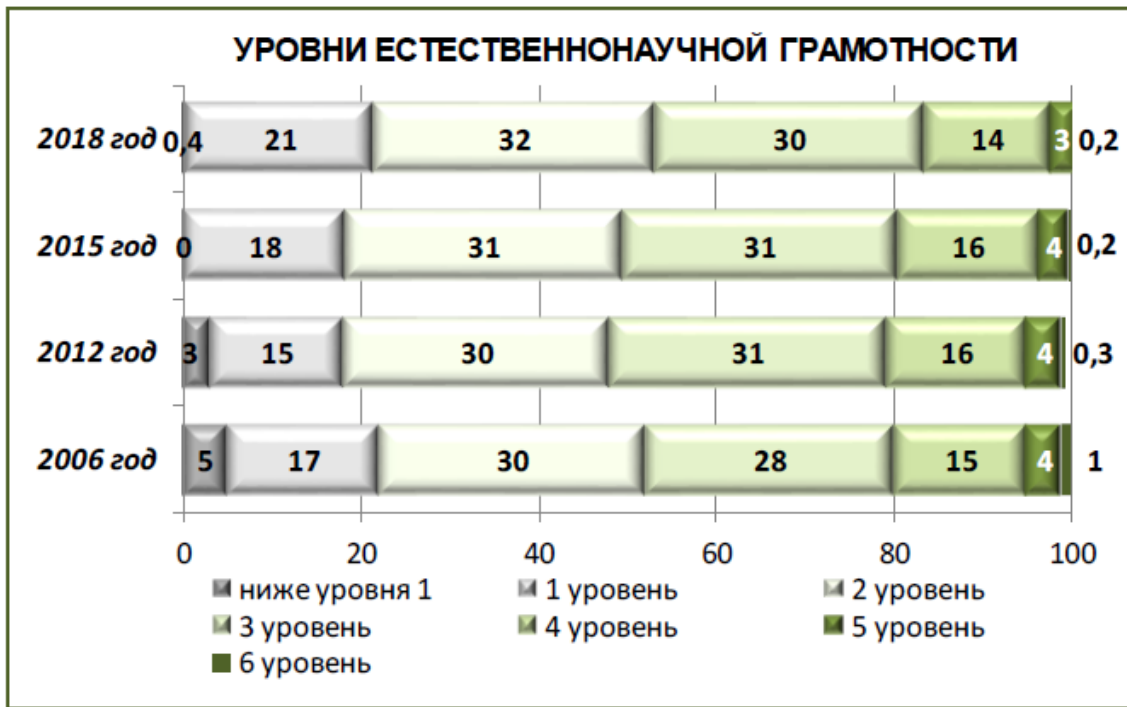 УРОВНИ ЕСТЕСТВЕННОНАУЧНОЙ ГРАМОТНОСТИ
2018 год 0,4 21 32 30 14 3 0,2
2015 год 0 18 31 31 16 4 0,2
2012 год 3 15 30 31 16 4 0,3
2006 год 5 17 30 28 15 4 1
0 20 40 60 80 100
ниже уровня 1 1 уровень 2 уровень
3 уровень 4 уровень 5 уровень
6 уровень